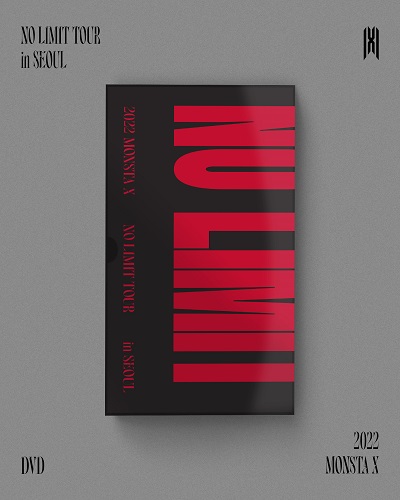 NO LIMIT TOUR
in SEOUL
2022 MONSTA X NO LIMIT TOUR in SEOUL
NO LIMIT
DVD
2022
MONSTA X